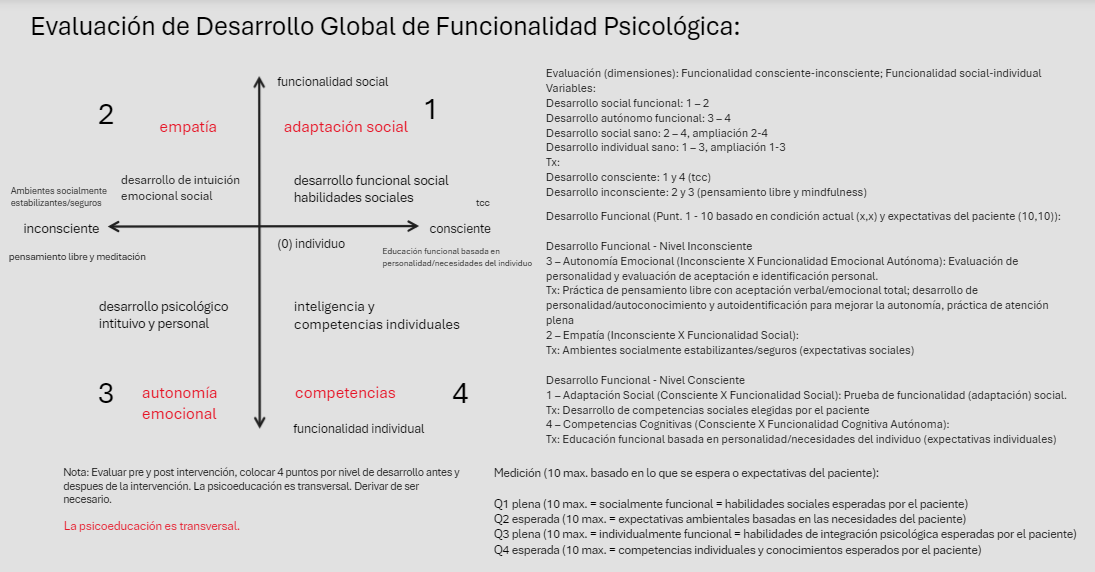 Evaluación de Desarrollo Global de Funcionalidad Psicológica:
funcionalidad social
2
1
empatía
adaptación social
desarrollo de intuición
emocional social
desarrollo funcional social
habilidades sociales
Ambientes socialmente
estabilizantes/seguros
tcc
inconsciente
consciente
(0) individuo
pensamiento libre y meditación
Educación funcional basada en
personalidad/necesidades del individuo
desarrollo psicológico
intituivo y personal
inteligencia y
competencias individuales
3
autonomía
emocional
competencias
4
funcionalidad individual
Nota: Evaluar pre y post intervención, colocar 4 puntos por nivel de desarrollo antes y
despues de la intervención. La psicoeducación es transversal. Derivar de ser
necesario.
La psicoeducación es transversal.
Evaluación (dimensiones): Funcionalidad consciente-inconsciente; Funcionalidad social-individual
Variables:
Desarrollo social funcional: 1 – 2
Desarrollo autónomo funcional: 3 – 4
Desarrollo social sano: 2 – 4, ampliación 2-4
Desarrollo individual sano: 1 – 3, ampliación 1-3
Tx:
Desarrollo consciente: 1 y 4 (tcc)
Desarrollo inconsciente: 2 y 3 (pensamiento libre y mindfulness)
Desarrollo Funcional (Punt. 1 - 10 basado en condición actual (x,x) y expectativas del paciente (10,10)):
Desarrollo Funcional - Nivel Inconsciente
3 – Autonomía Emocional (Inconsciente X Funcionalidad Emocional Autónoma): Evaluación de
personalidad y evaluación de aceptación e identificación personal.
Tx: Práctica de pensamiento libre con aceptación verbal/emocional total; desarrollo de
personalidad/autoconocimiento y autoidentificación para mejorar la autonomía, práctica de atención
plena
2 – Empatía (Inconsciente X Funcionalidad Social):
Tx: Ambientes socialmente estabilizantes/seguros (expectativas sociales)
Desarrollo Funcional - Nivel Consciente
1 – Adaptación Social (Consciente X Funcionalidad Social): Prueba de funcionalidad (adaptación) social.
Tx: Desarrollo de competencias sociales elegidas por el paciente
4 – Competencias Cognitivas (Consciente X Funcionalidad Cognitiva Autónoma):
Tx: Educación funcional basada en personalidad/necesidades del individuo (expectativas individuales)
Medición (10 max. basado en lo que se espera o expectativas del paciente):
Q1 plena (10 max. = socialmente funcional = habilidades sociales esperadas por el paciente)
Q2 esperada (10 max. = expectativas ambientales basadas en las necesidades del paciente)
Q3 plena (10 max. = individualmente funcional = habilidades de integración psicológica esperadas por el paciente)
Q4 esperada (10 max. = competencias individuales y conocimientos esperados por el paciente)